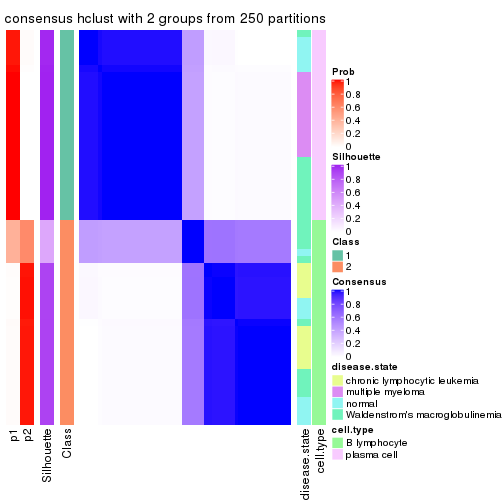 consensus hclust with 2 groups from 250 partitions
Prob
1
0.8
0.6
0.4
0.2
0
Silhouette
1
0.8
0.6
0.4
0.2
0
Class
1
2
Consensus
1
0.8
0.6
0.4
0.2
0
disease.state
chronic lymphocytic leukemia
multiple myeloma
normal
Waldenstrom's macroglobulinemia
cell.type
B lymphocyte
plasma cell
p1
p2
Silhouette
Class
disease.state
cell.type